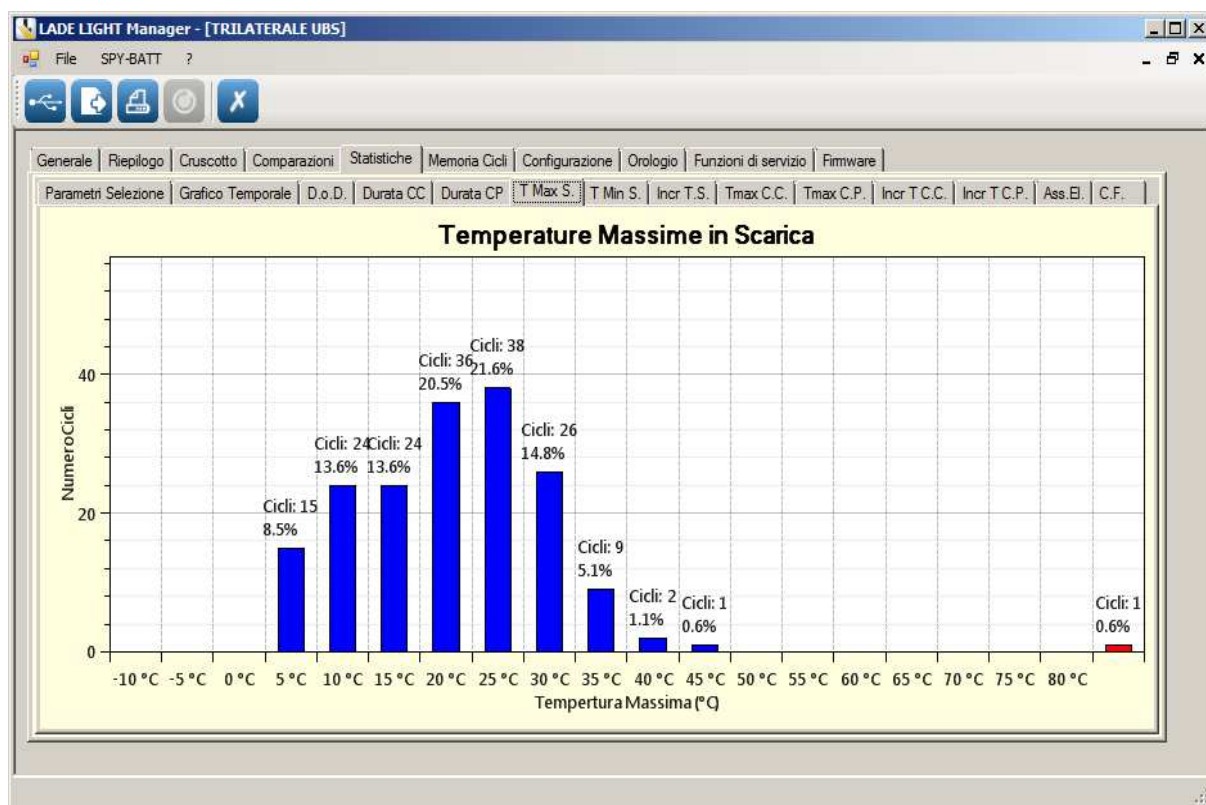 LADE LIGHT Manager - [TRILATERALE UBS]
File SPY-BATT ?
Generale Riepilogo Cruscotto Comparazioni Statistiche Memoria Cicli Configurazione Orologio Funzioni di servizio Firmware
Parametri Selezione Grafico Temporale D.o.D. Durata CC Durata CP T Max S. T Min S. Incr T.S. Tmax C.C. Tmax C.P. Incr T C.C. Incr T C.P. Ass.El. C.F.
Temperature Massime in Scarica
NumeroCicli
40
20
0
Cicli: 15
8.5%
Cicli: 24
13.6%
Cicli: 24
13.6%
Cicli: 36
20.5%
Cicli: 38
21.6%
Cicli: 26
14.8%
Cicli: 9
5.1%
Cicli: 2
1.1%
Cicli: 1
0.6%
Cicli: 1
0.6%
-10 °C -5 °C 0 °C 5 °C 10 °C 15 °C 20 °C 25 °C 30 °C 35 °C 40 °C 45 °C 50 °C 55 °C 60 °C 65 °C 70 °C 75 °C 80 °C
Tempertura Massima (°C)